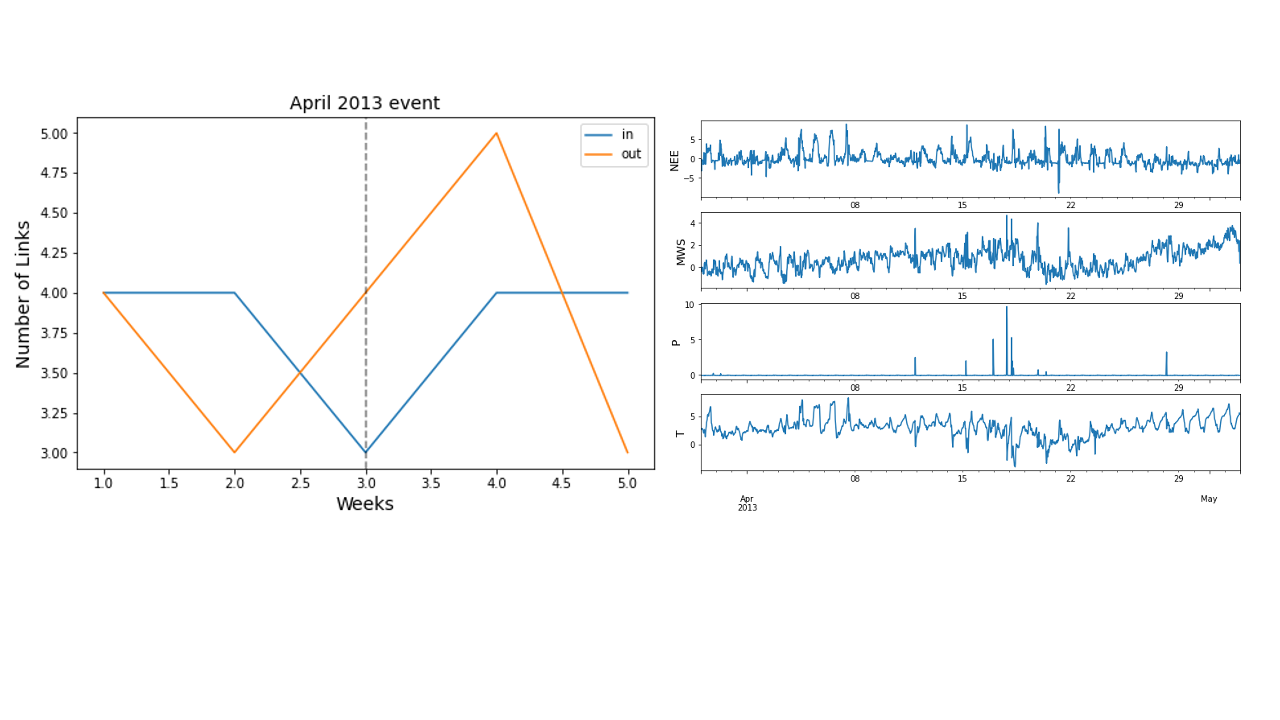 April 2013 event
Number of Links
5.00
4.75
4.50
4.25
4.00
3.75
3.50
3.25
3.00
in
out
1.0 1.5 2.0 2.5 3.0 3.5 4.0 4.5 5.0
Weeks
NEE
5
0
−5
08 15 22 29
MWS
4
2
0
08 15 22 29
P
10
5
0
08 15 22 29
T
5
0
08 15 22 29
Apr May
2013